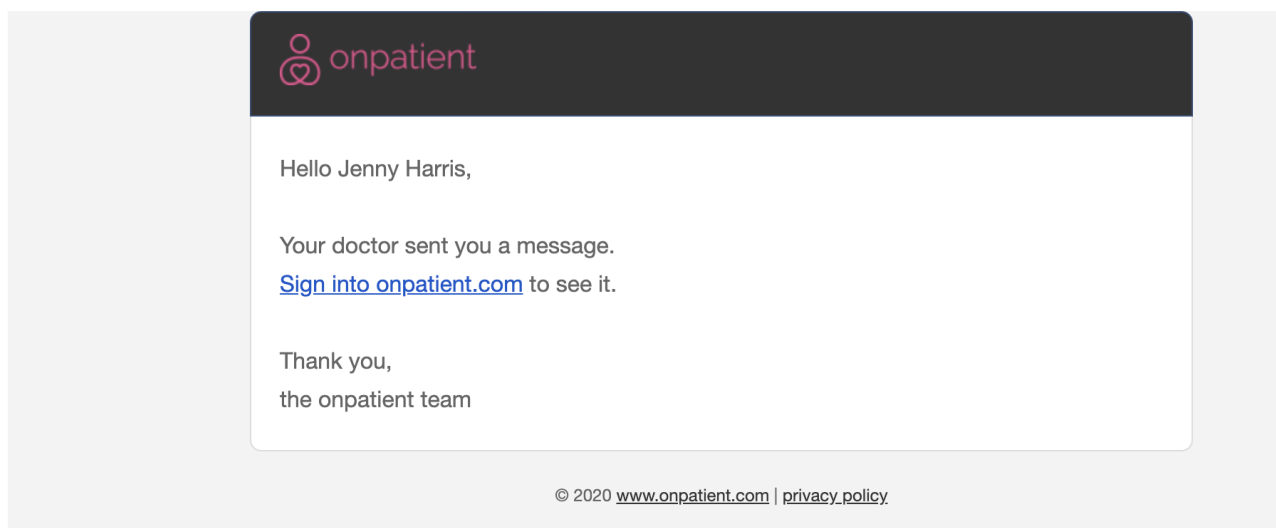 onpatient
Hello Jenny Harris,
Your doctor sent you a message.
Sign into onpatient.com to see it.
Thank you,
the onpatient team
© 2020 www.onpatient.com | privacy policy